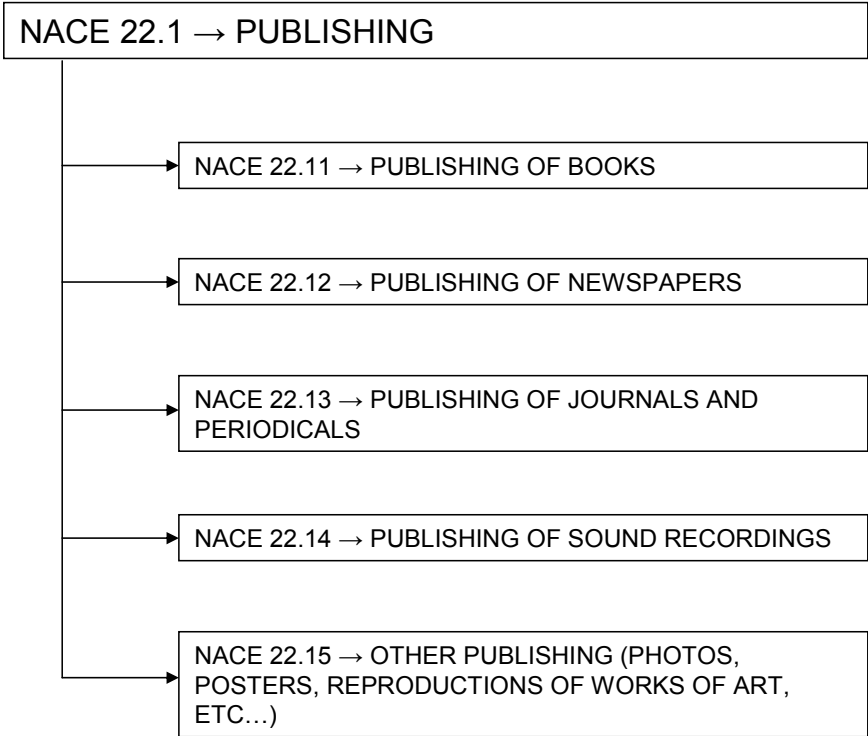 NACE 22.1 → PUBLISHING
NACE 22.11 → PUBLISHING OF BOOKS
NACE 22.12 → PUBLISHING OF NEWSPAPERS
NACE 22.13 → PUBLISHING OF JOURNALS AND
PERIODICALS
NACE 22.14 → PUBLISHING OF SOUND RECORDINGS
NACE 22.15 → OTHER PUBLISHING (PHOTOS,
POSTERS, REPRODUCTIONS OF WORKS OF ART,
ETC…)